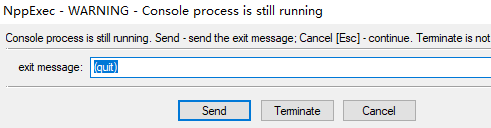 NppExec - WARNING - Console process is still running
Console process is still running. Send - send the exit message; Cancel [Esc] - continue. Terminate is not
exit message: (quit)
Send Terminate Cancel